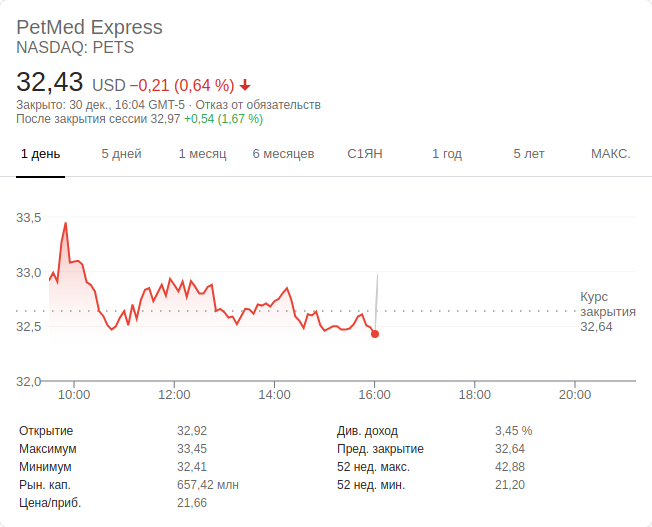 PetMed Express
NASDAQ: PETS
32,43 USD −0,21 (0,64 %)
Закрыто: 30 дек., 16:04 GMT-5 · Отказ от обязательств
После закрытия сессии 32,97 +0,54 (1,67 %)
1 день 5 дней 1 месяц 6 месяцев С1ЯН 1 год 5 лет МАКС.
33,5
33,0
32,5
32,0
Курс
закрытия
32,64
10:00 12:00 14:00 16:00 18:00 20:00
Открытие 32,92 Див. доход 3,45 %
Максимум 33,45 Пред. закрытие 32,64
Минимум 32,41 52 нед. макс. 42,88
Рын. кап. 657,42 млн 52 нед. мин. 21,20
Цена/приб. 21,66